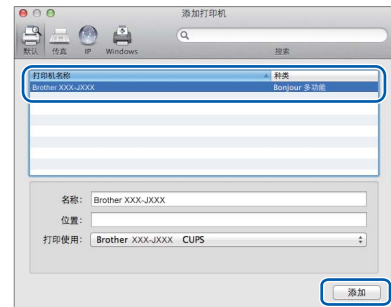 添加打印机
默认 传真 IP Windows
搜索
打印机名称 种类
Brother XXX-JXXX Bonjour 多功能
名称: Brother XXX-JXXX
位置:
打印使用: Brother XXX-JXXX CUPS
添加